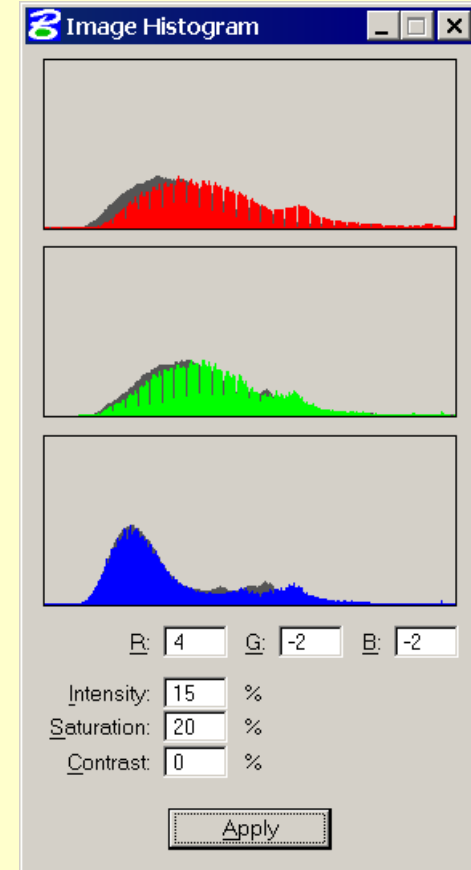 Image Histogram
R: 4 G: -2 B: -2
Intensity: 15 %
Saturation: 20 %
Contrast: 0 %
Apply